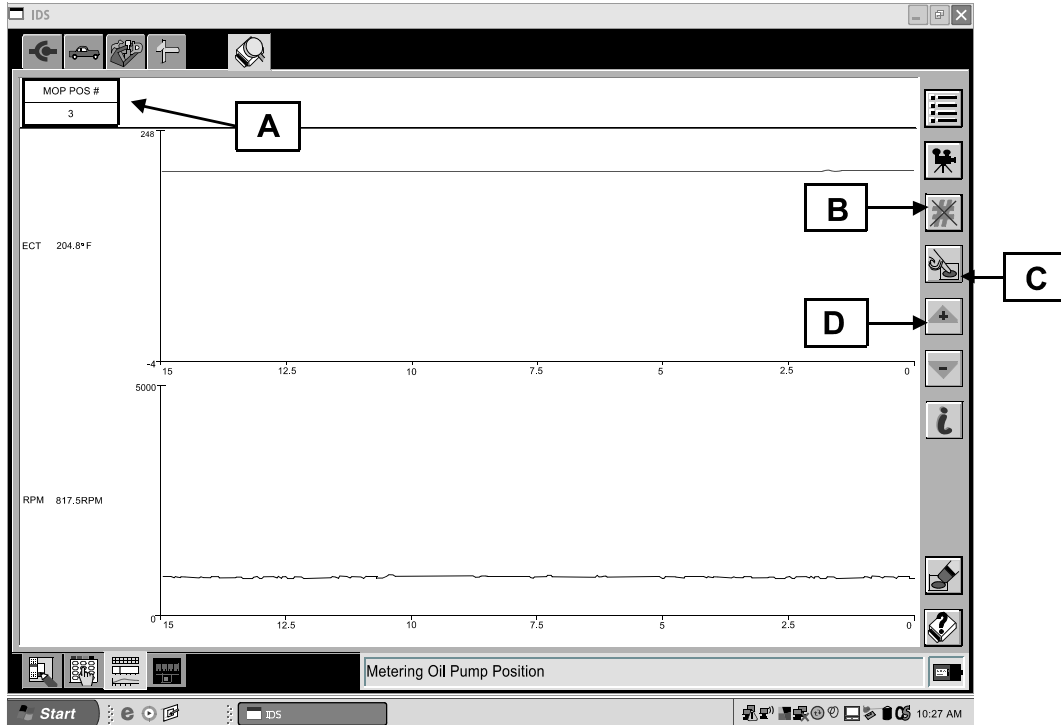 IDS
MOP POS #
3
A
248
B
ECT 204.8°F
C
D
-4
15 12.5 10 7.5 5 2.5 0
5000
RPM 817.5RPM
0
15 12.5 10 7.5 5 2.5 0
Metering Oil Pump Position
Start
IDS
10:27 AM